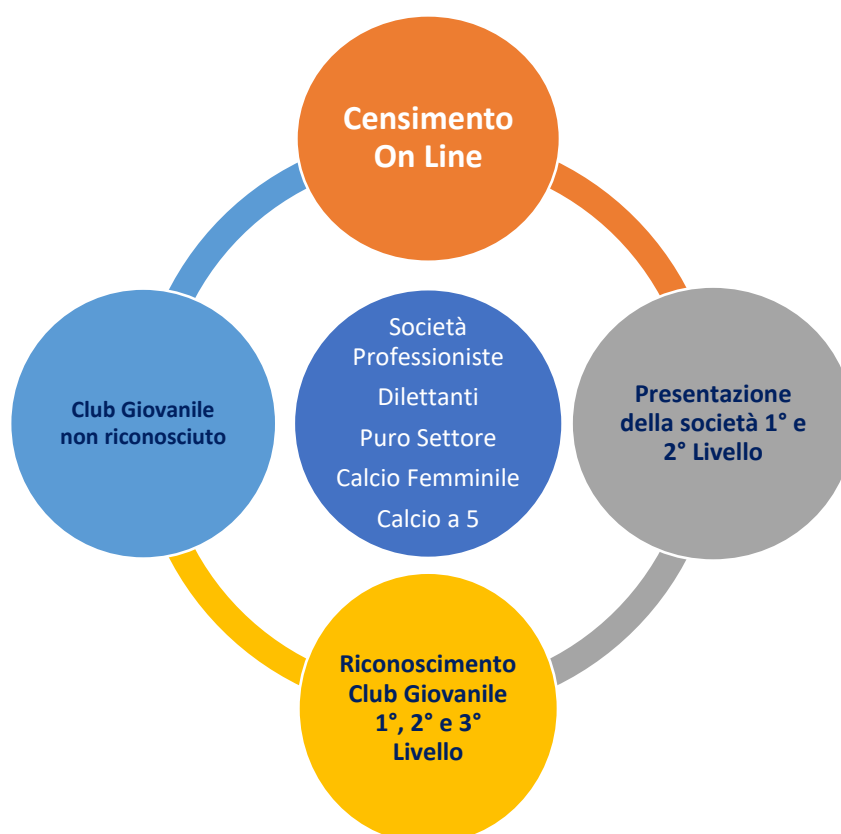 Censimento
On Line
Società
Professioniste
Dilettanti
Puro Settore
Calcio Femminile
Calcio a 5
Club Giovanile
non riconosciuto
Presentazione
della società 1° e
2° Livello
Riconoscimento
Club Giovanile
1°, 2° e 3°
Livello